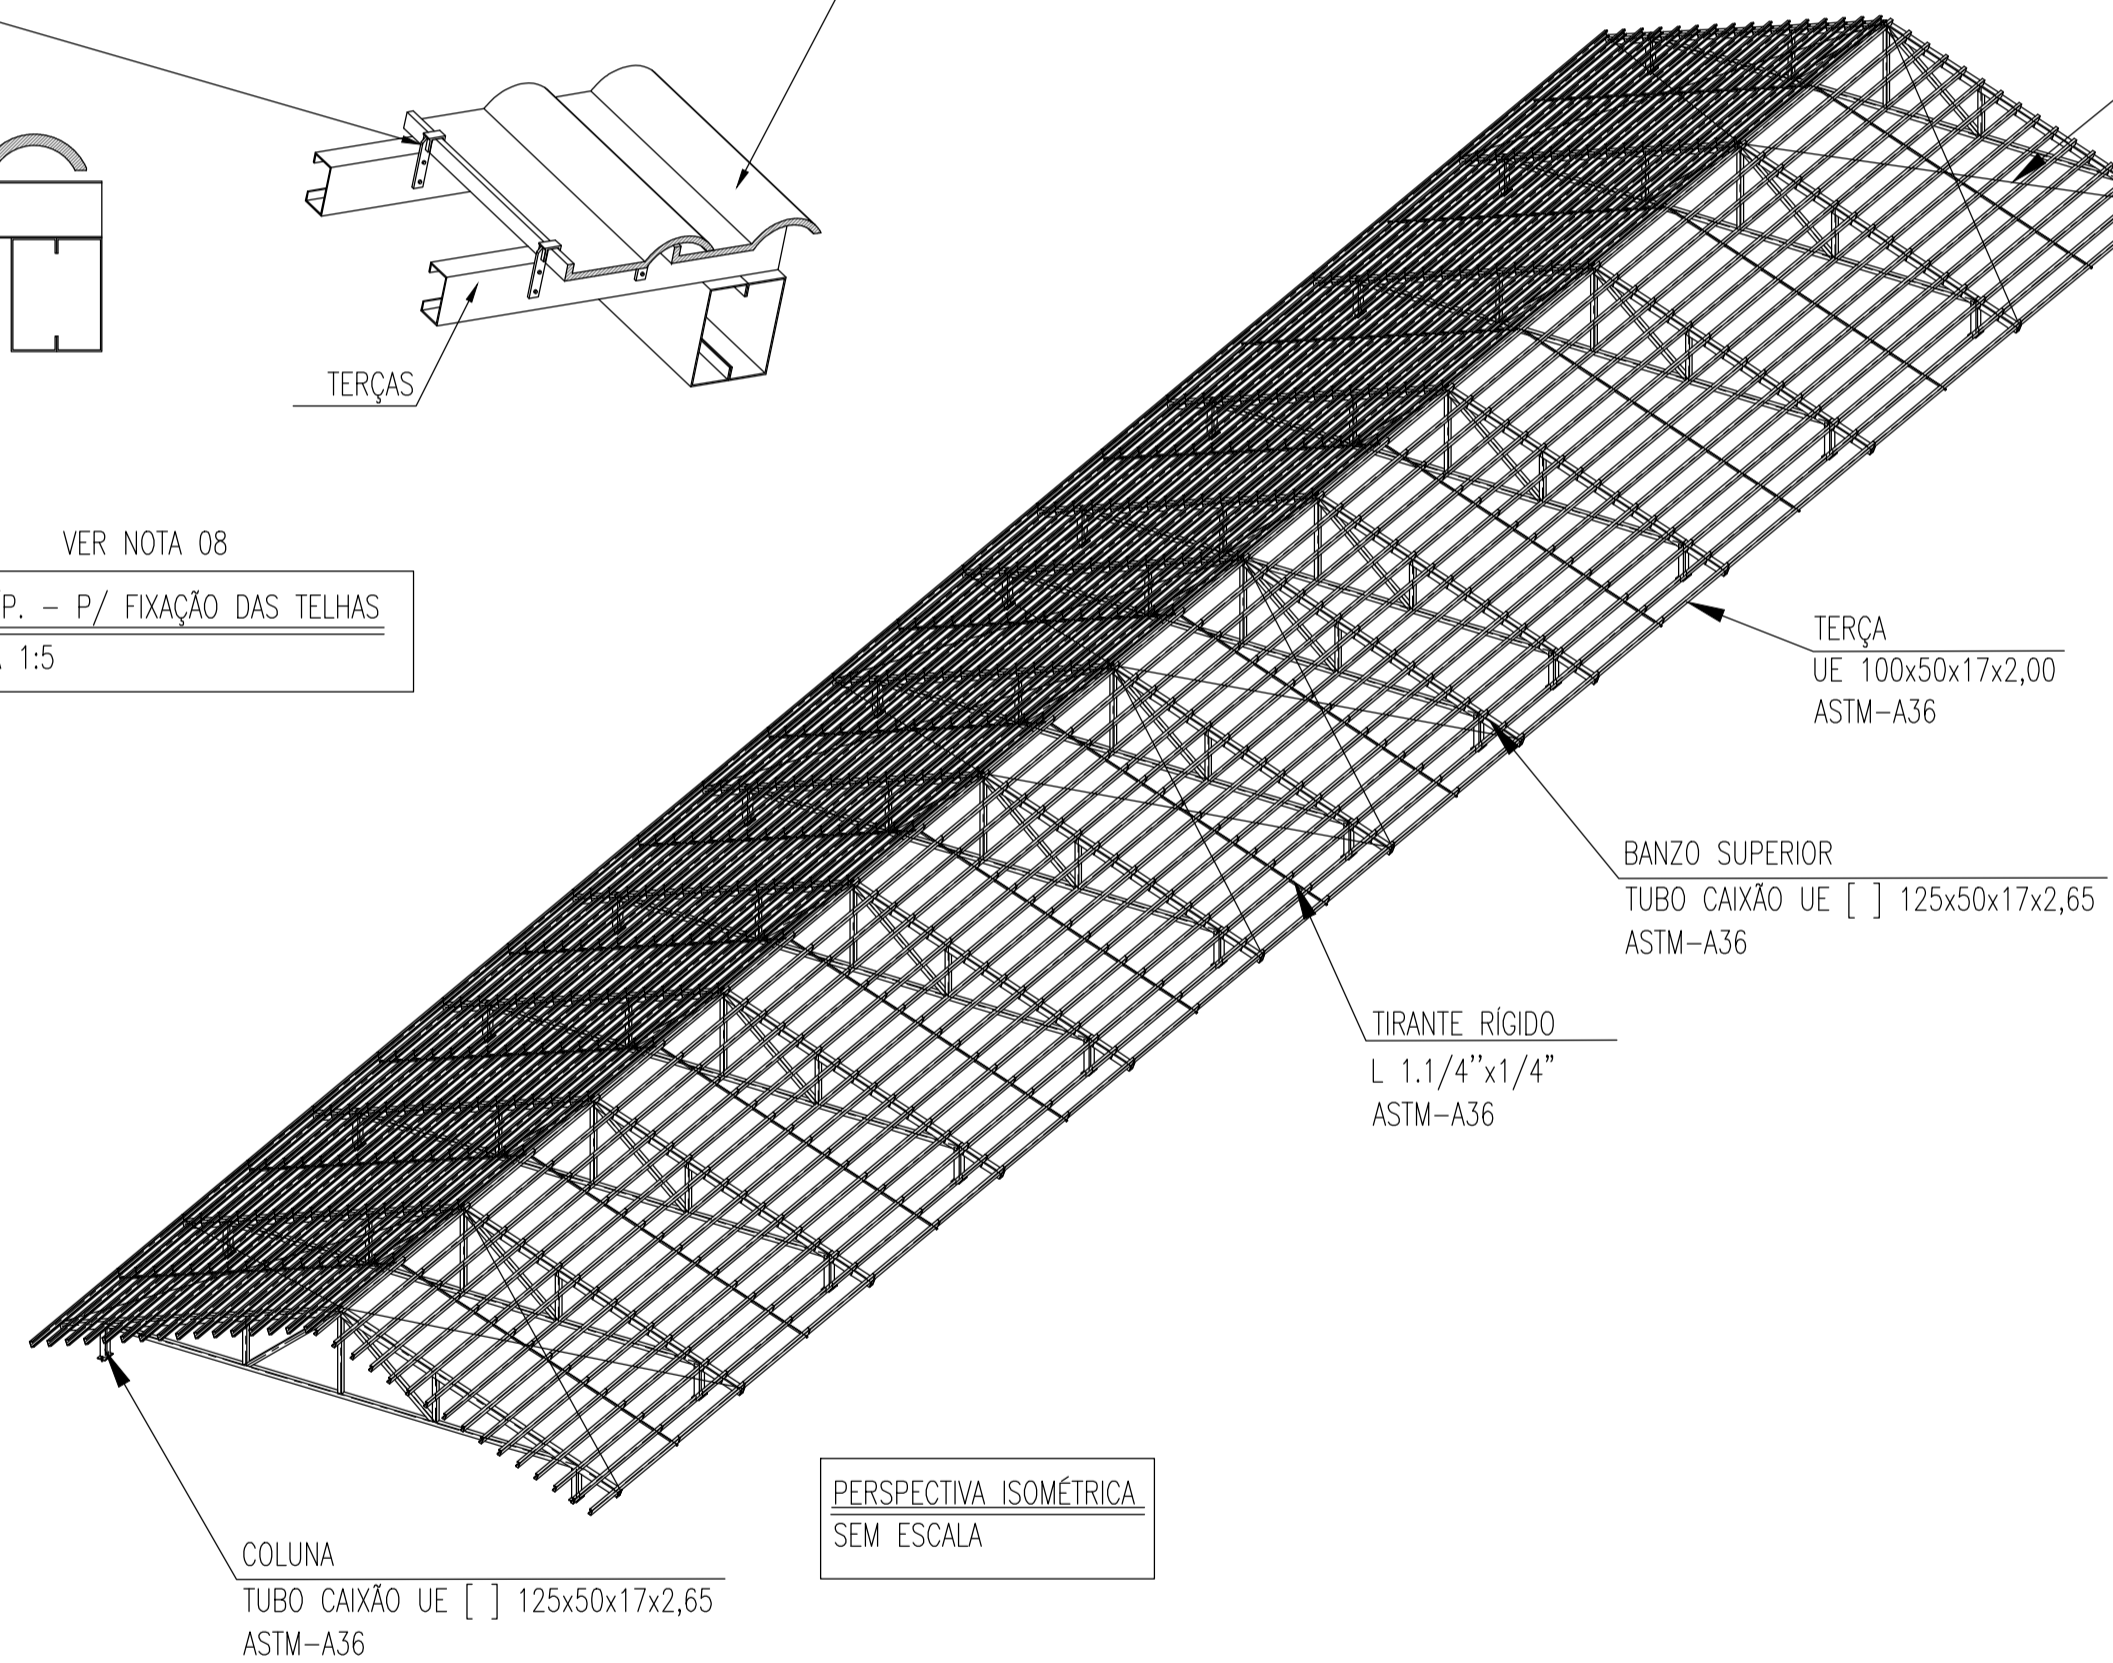 TERÇAS
VER NOTA 08
P. – P/ FIXAÇÃO DAS TELHAS
1:5
TERÇA
UE 100x50x17x2,00
ASTM–A36
BANZO SUPERIOR
TUBO CAIXÃO UE [ ] 125x50x17x2,65
ASTM–A36
TIRANTE RÍGIDO
L 1.1/4''x1/4"
ASTM–A36
PERSPECTIVA ISOMÉTRICA
SEM ESCALA
COLUNA
TUBO CAIXÃO UE [ ] 125x50x17x2,65
ASTM–A36